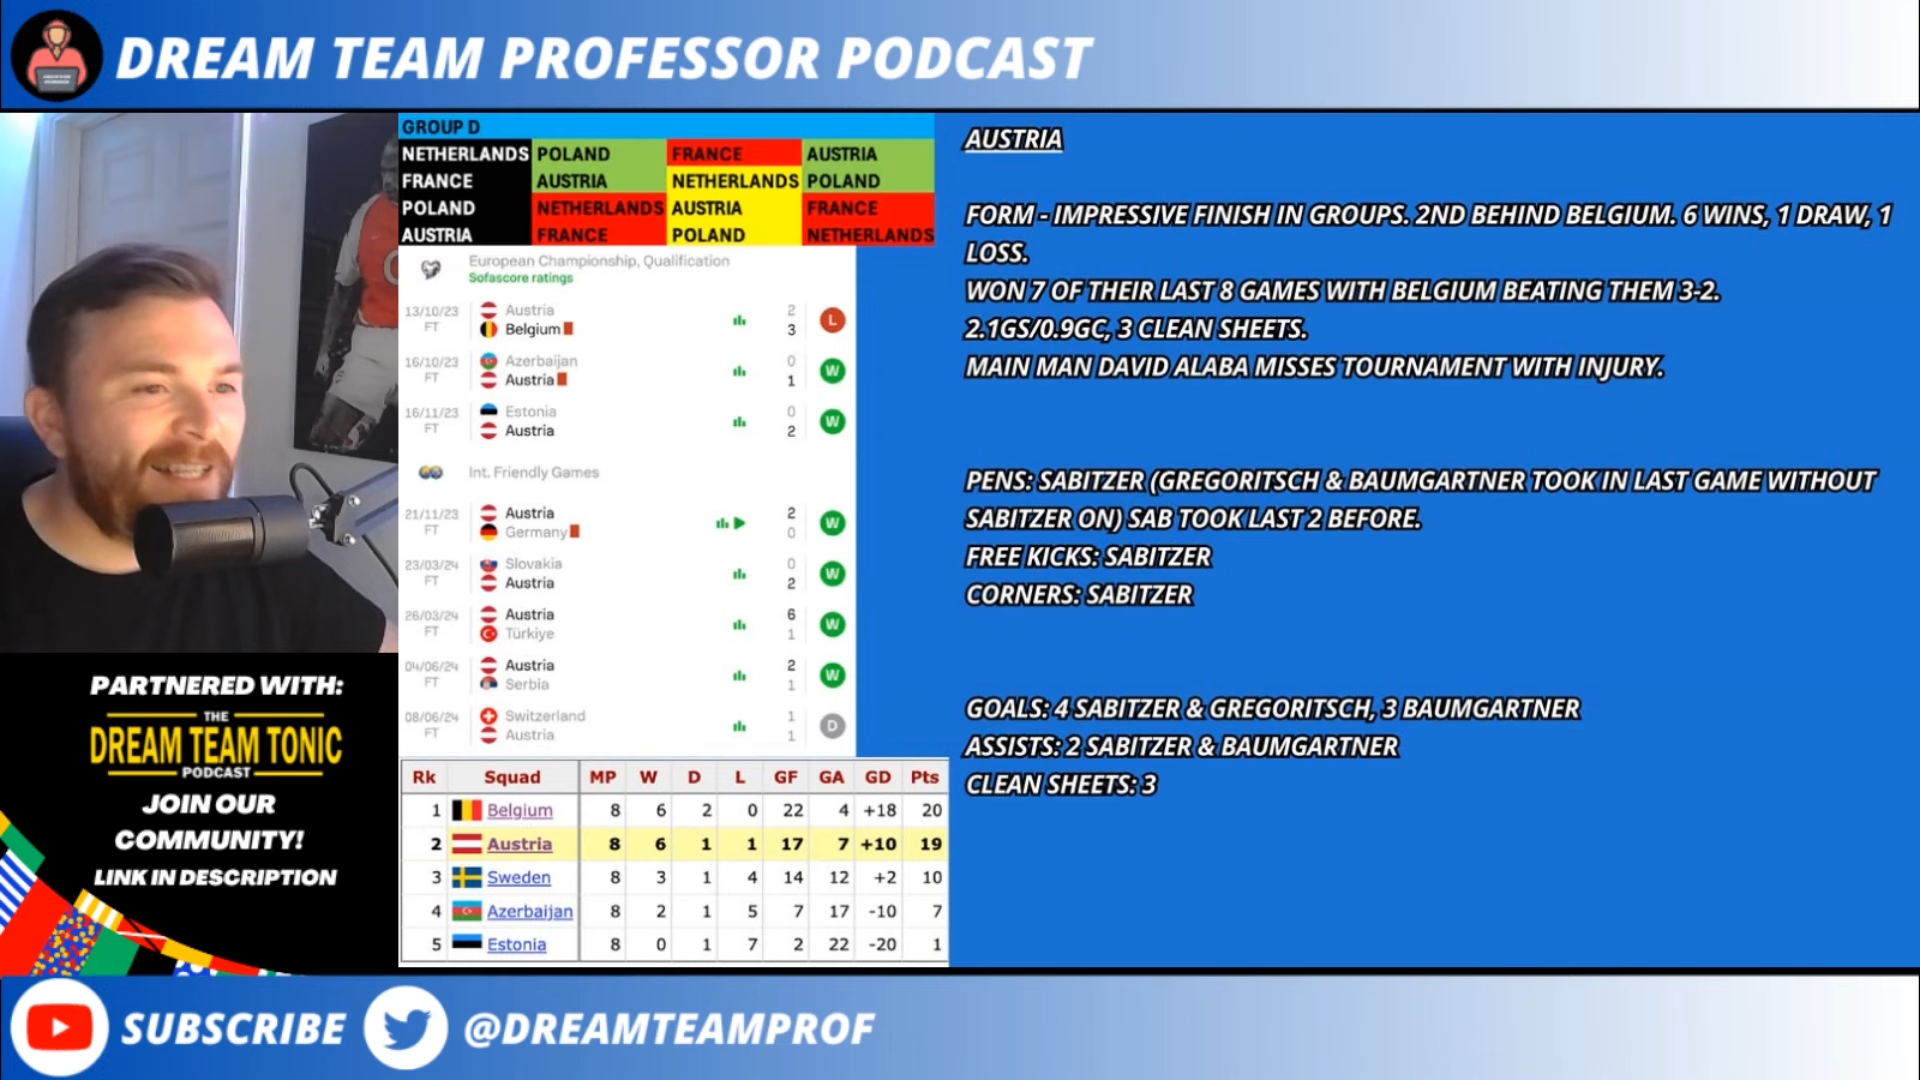 DREAM TEAM PROFESSOR PODCAST
GROUP D
NETHERLANDS POLAND FRANCE AUSTRIA
FRANCE AUSTRIA NETHERLANDS POLAND
POLAND NETHERLANDS AUSTRIA FRANCE
AUSTRIA FRANCE POLAND NETHERLANDS
European Championship, Qualification
Sofascore ratings
13/10/23 Austria 2
FT Belgium 3 L
16/10/23 Azerbaijan 0
FT Austria 1 W
16/11/23 Estonia 0
FT Austria 2 W
Int. Friendly Games
21/11/23 Austria 2
FT Germany 0 W
23/03/24 Slovakia 0
FT Austria 2 W
26/03/24 Austria 6
FT Türkiye 1 W
04/06/24 Austria 2
FT Serbia 1 W
08/06/24 Switzerland 1
FT Austria 1 D
Rk Squad MP W D L GF GA GD Pts
1 Belgium 8 6 2 0 22 4 +18 20
2 Austria 8 6 1 1 17 7 +10 19
3 Sweden 8 3 1 4 14 12 +2 10
4 Azerbaijan 8 2 1 5 7 17 -10 7
5 Estonia 8 0 1 7 2 22 -20 1
AUSTRIA
FORM - IMPRESSIVE FINISH IN GROUPS. 2ND BEHIND BELGIUM. 6 WINS, 1 DRAW, 1
LOSS.
WON 7 OF THEIR LAST 8 GAMES WITH BELGIUM BEATING THEM 3-2.
2.1GS/0.9GC, 3 CLEAN SHEETS.
MAIN MAN DAVID ALABA MISSES TOURNAMENT WITH INJURY.
PENS: SABITZER (GREGORITSCH & BAUMGARTNER TOOK IN LAST GAME WITHOUT
SABITZER ON) SAB TOOK LAST 2 BEFORE.
FREE KICKS: SABITZER
CORNERS: SABITZER
GOALS: 4 SABITZER & GREGORITSCH, 3 BAUMGARTNER
ASSISTS: 2 SABITZER & BAUMGARTNER
CLEAN SHEETS: 3
PARTNERED WITH:
THE
DREAM TEAM TONIC
PODCAST
JOIN OUR
COMMUNITY!
LINK IN DESCRIPTION
SUBSCRIBE @DREAMTEAMPROF